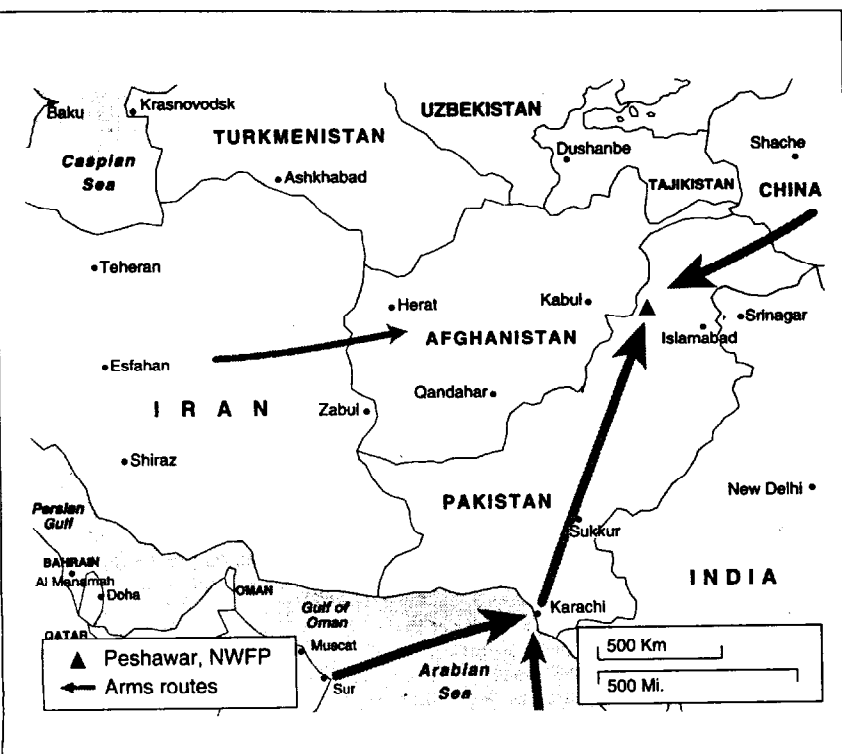 Baku
Krasnovodsk
Caspian
Sea
TURKMENISTAN
Ashkhabad
UZBEKISTAN
Dushanbe
TAJIKISTAN
Shache
CHINA
Teheran
Herat
Kabul
AFGHANISTAN
Islamabad
Srinagar
Esfahan
IRAN
Zabul
Qandahar
Shiraz
Persian
Gulf
PAKISTAN
New Delhi
Sukkur
INDIA
BAHRAIN
Al Manamah
Doha
QATAR
OMAN
Gulf of
Oman
Muscat
Sur
Karachi
Arabian
Sea
Peshawar, NWFP
Arms routes
500 Km
500 Mi.